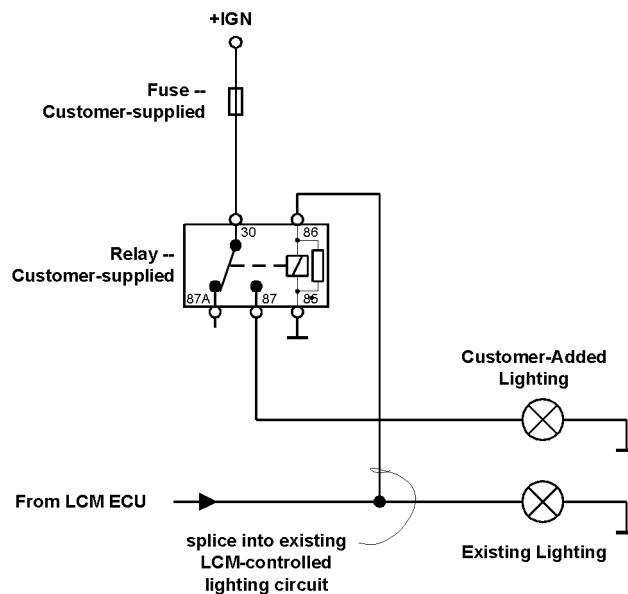 +IGN
Fuse --
Customer-supplied
30
86
Relay --
Customer-supplied
87A
87
85
Customer-Added
Lighting
From LCM ECU
splice into existing
LCM-controlled
lighting circuit
Existing Lighting